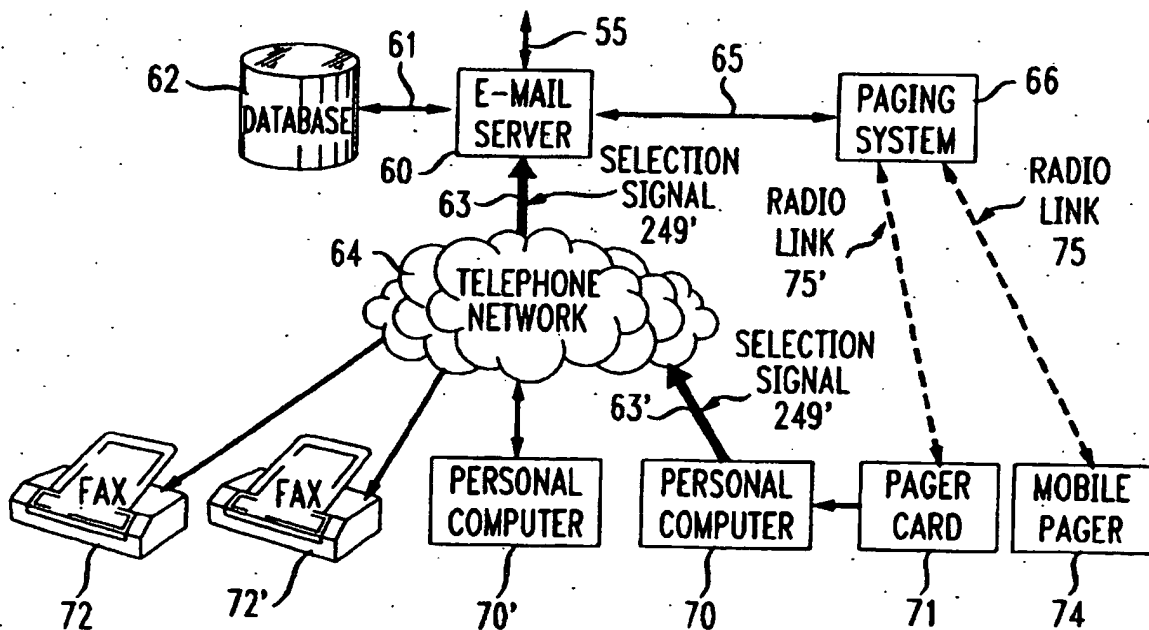 55
61
65
62
66
DATABASE
E-MAIL
SERVER
PAGING
SYSTEM
60
63
SELECTION
SIGNAL
249'
RADIO
LINK
75'
RADIO
LINK
75
64
TELEPHONE
NETWORK
SELECTION
SIGNAL
249'
63'
FAX
FAX
PERSONAL
COMPUTER
PERSONAL
COMPUTER
PAGER
CARD
MOBILE
PAGER
72
72'
70'
70
71
74